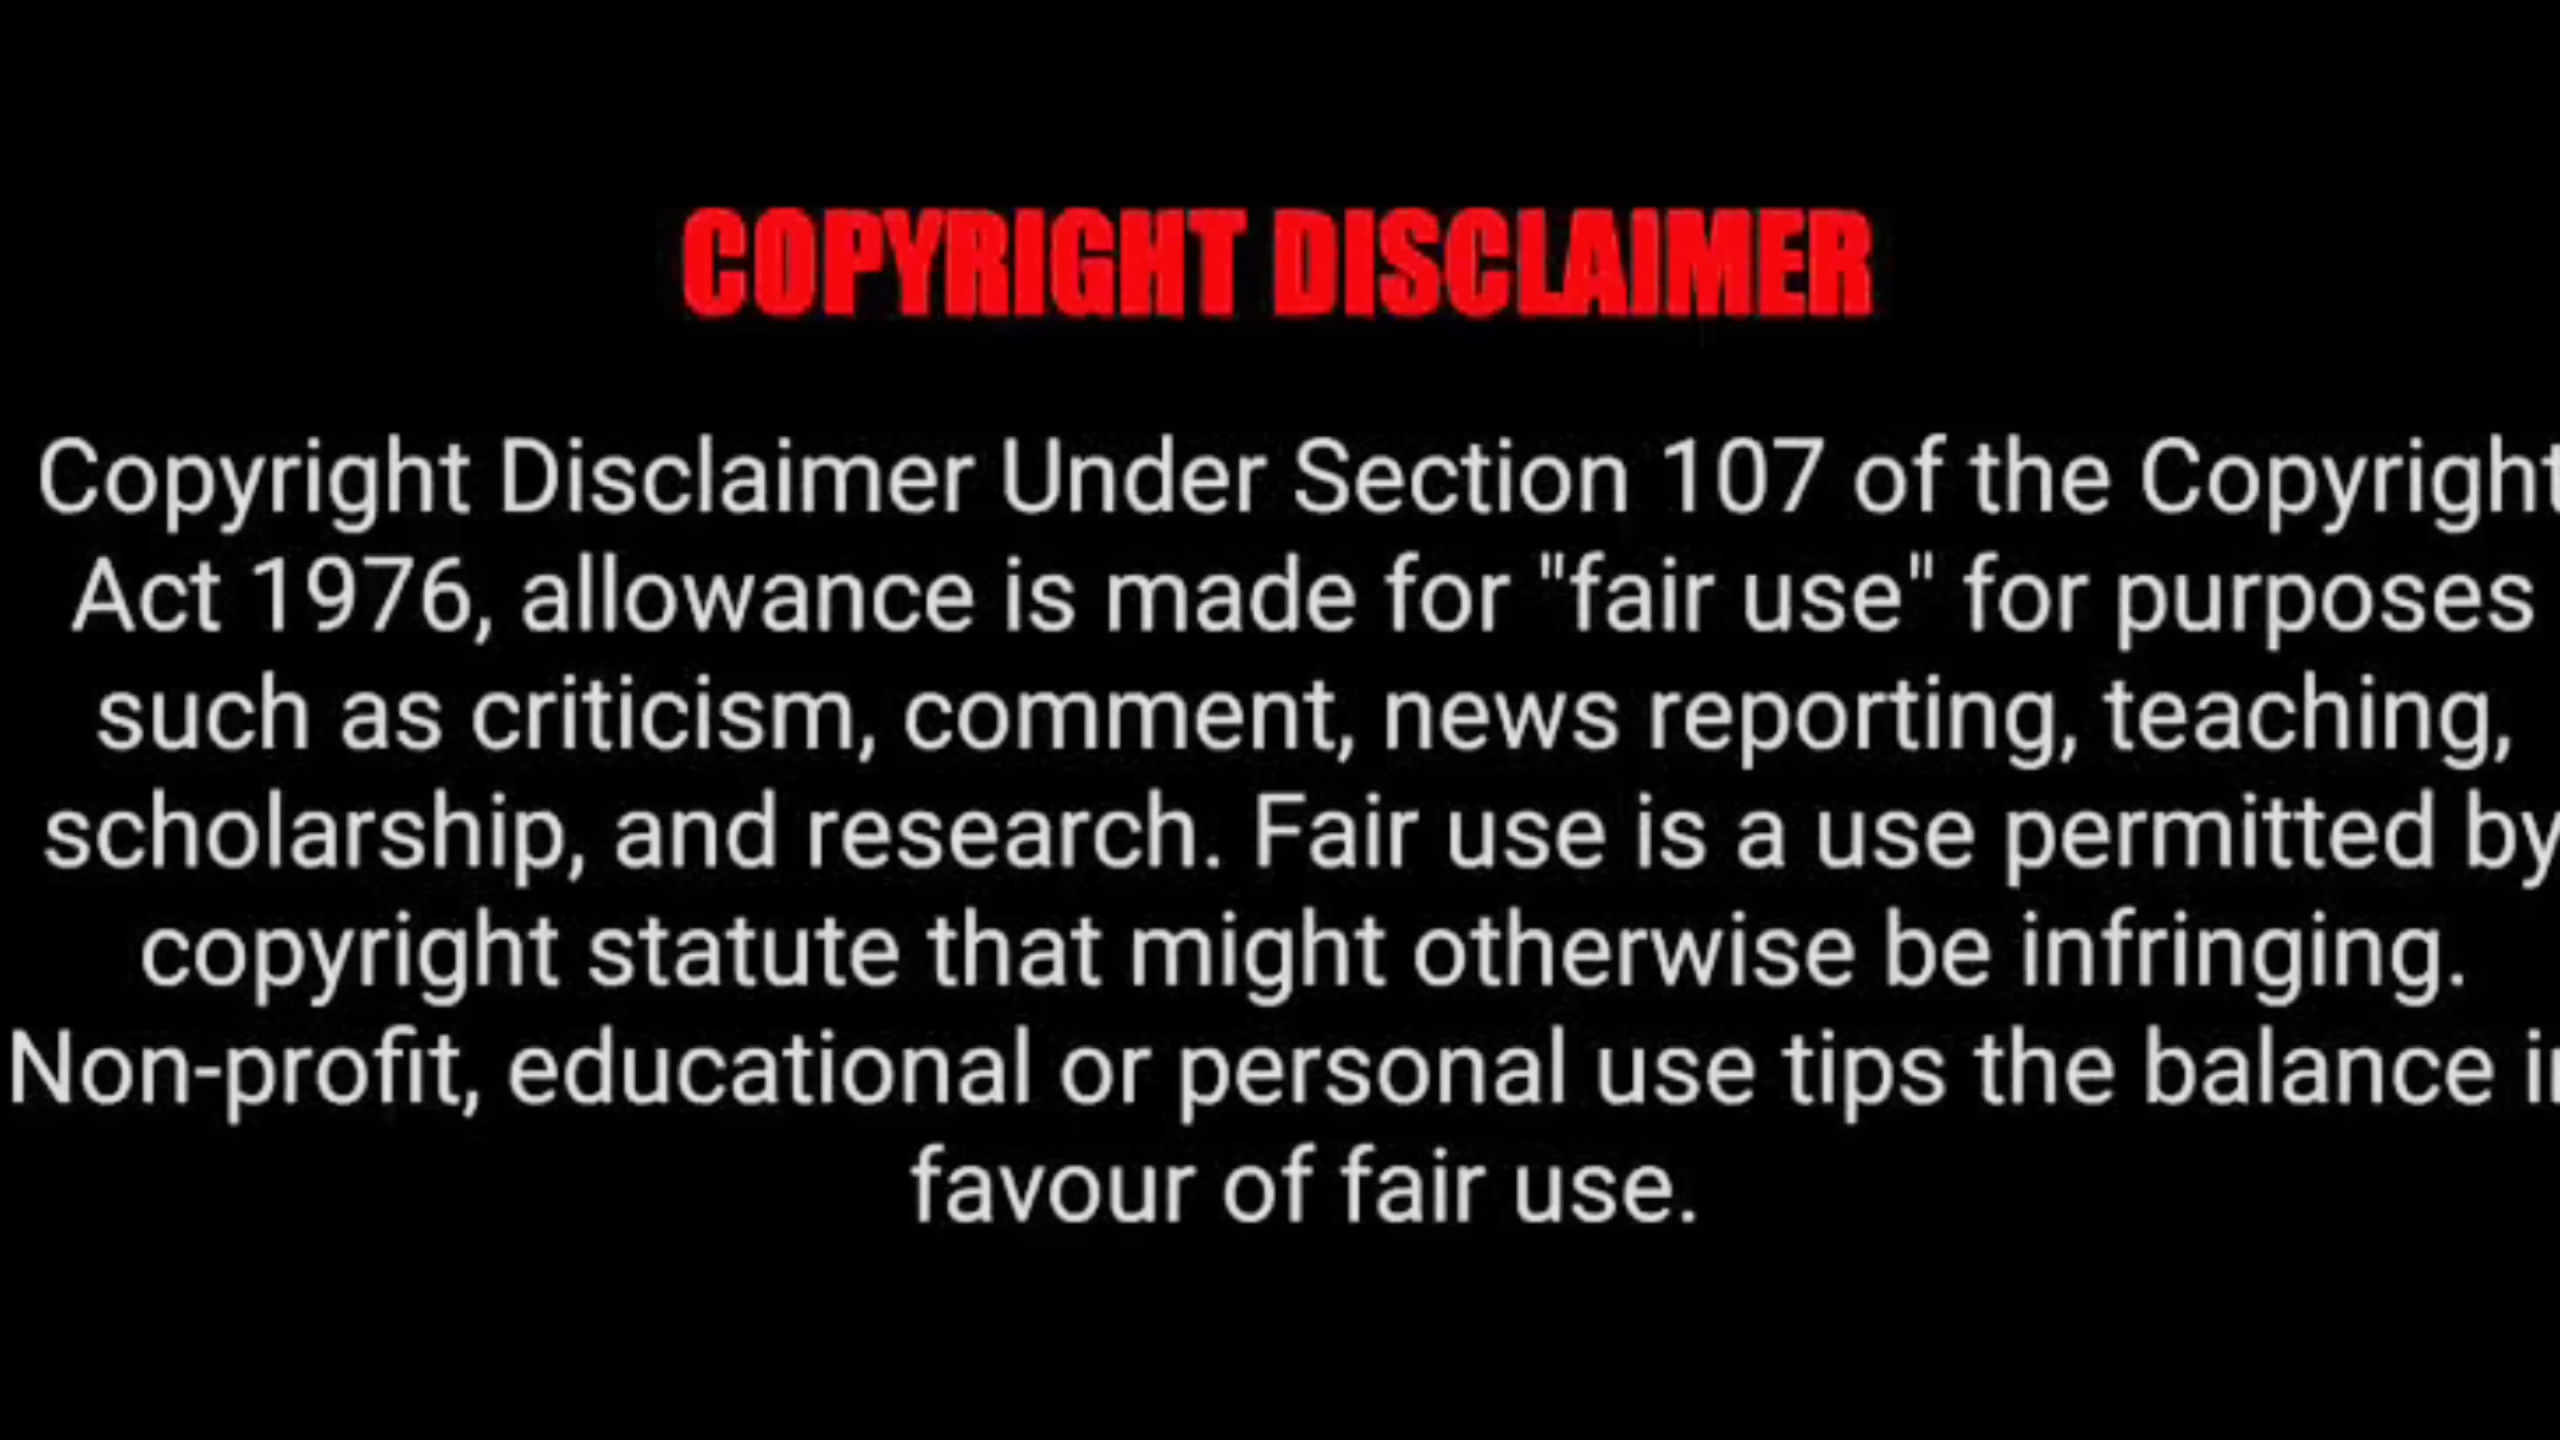 COPYRIGHT DISCLAIMER
Copyright Disclaimer Under Section 107 of the Copyright
Act 1976, allowance is made for "fair use" for purposes
such as criticism, comment, news reporting, teaching,
scholarship, and research. Fair use is a use permitted by
copyright statute that might otherwise be infringing.
Non-profit, educational or personal use tips the balance in
favour of fair use.